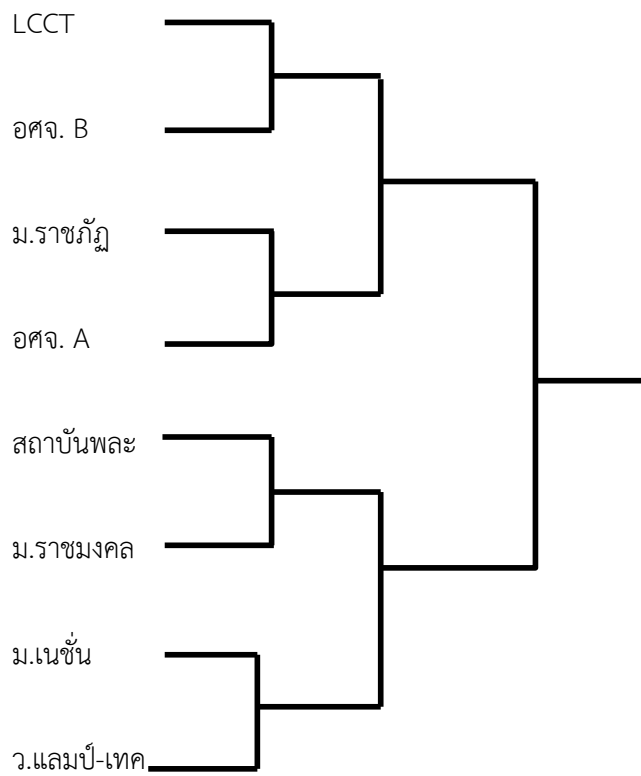 LCCT
อศจ. B
ม.ราชภัฏ
อศจ. A
สถาบันพละ
ม.ราชมงคล
ม.เนชั่น
ว.แลมป์-เทค